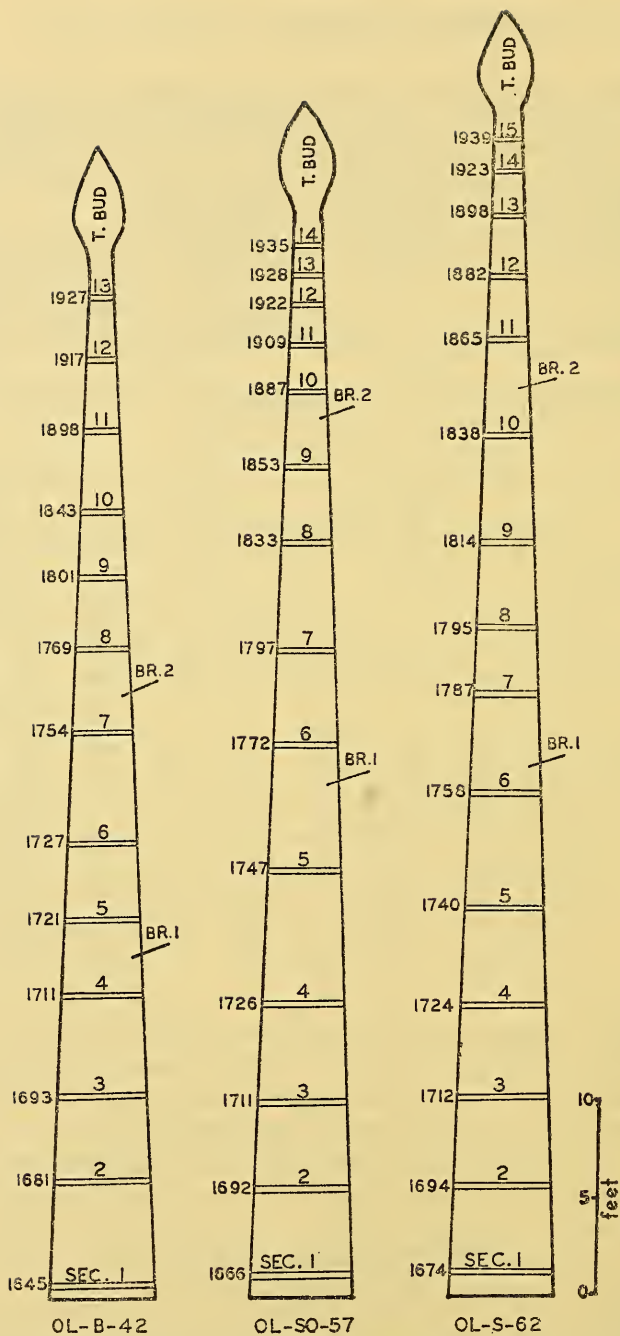 T. BUD
1927 13
1917 12
1898 11
1843 10
1801 9
1769 8
BR.2
1754 7
1727 6
1721 5
BR.1
1711 4
1693 3
1681 2
1645 SEC. 1
OL-B-42
T. BUD
1935 14
1928 13
1922 12
1909 11
1887 10
BR.2
1853 9
1833 8
1797 7
1772 6
BR.1
1747 5
1726 4
1711 3
1692 2
1666 SEC. 1
OL-SO-57
T. BUD
1939 15
1923 14
1898 13
1882 12
1865 11
BR. 2
1838 10
1814 9
1795 8
1787 7
BR.1
1758 6
1740 5
1724 4
1712 3
1694 2
1674 SEC. 1
OL-S-62
10
5
0
feet